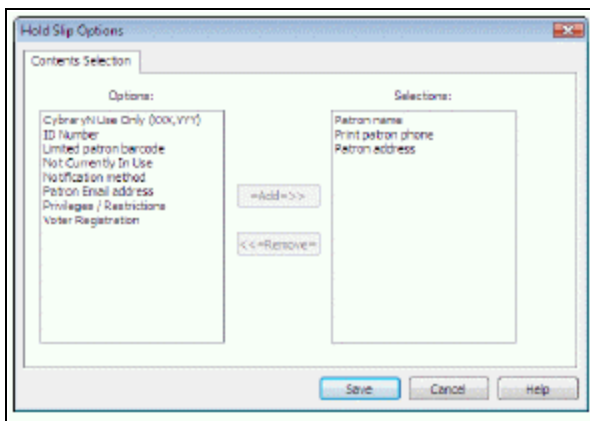 Hold Slip Options
Contents Selection
Options:
CybraryN Use Only (XXX,YYY)
ID Number
Limited patron barcode
Not Currently In Use
Notification method
Patron Email address
Privileges / Restrictions
Voter Registration
=Add=>>
<<=Remove=
Selections:
Patron name
Print patron phone
Patron address
Save
Cancel
Help